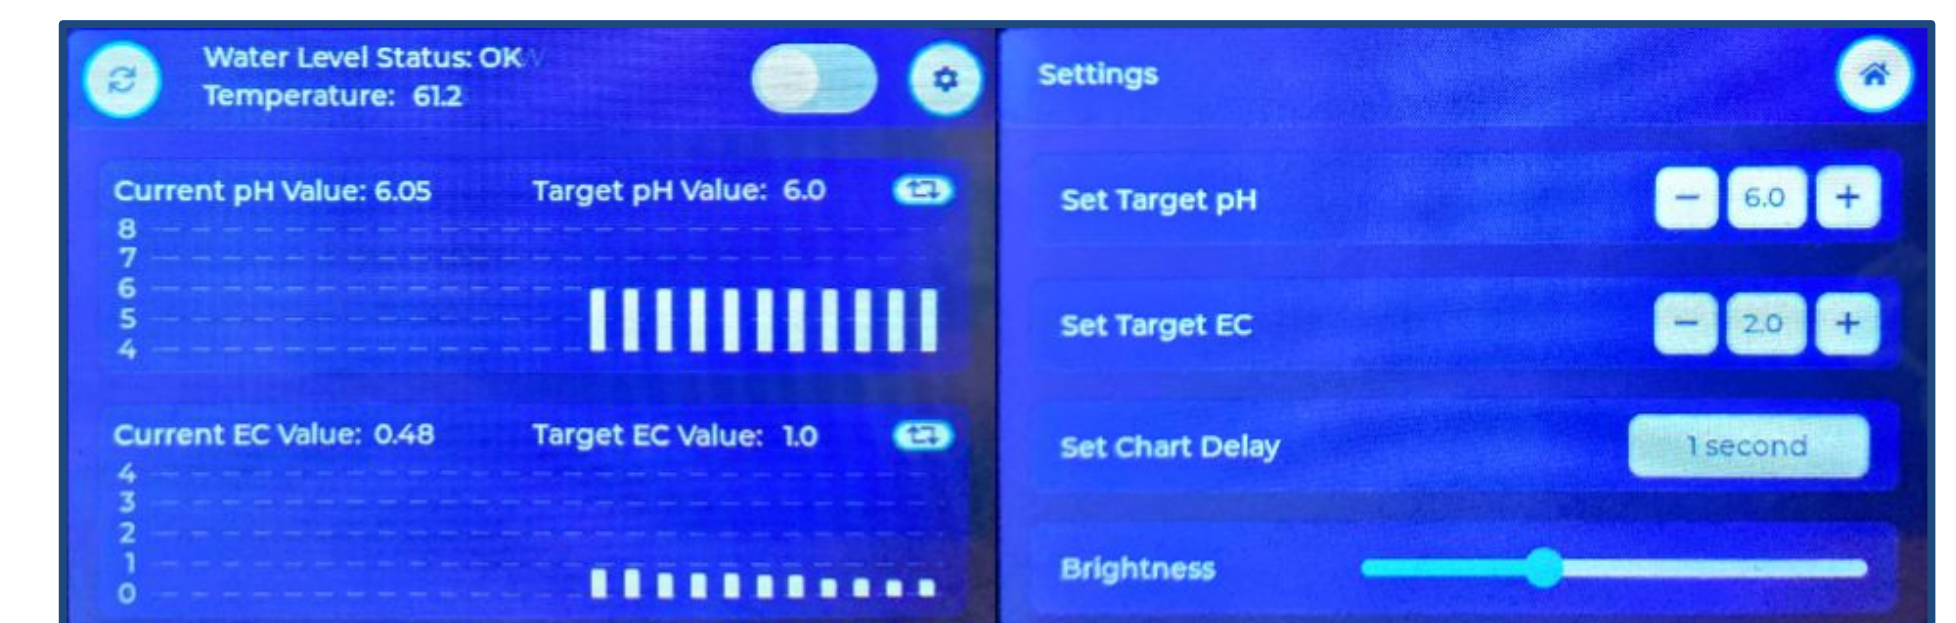 Water Level Status: OK
Temperature: 61.2
Current pH Value: 6.05 Target pH Value: 6.0
8
7
6
5
4
Current EC Value: 0.48 Target EC Value: 1.0
4
3
2
1
0
Settings
Set Target pH - 6.0 +
Set Target EC - 2.0 +
Set Chart Delay 1 second
Brightness